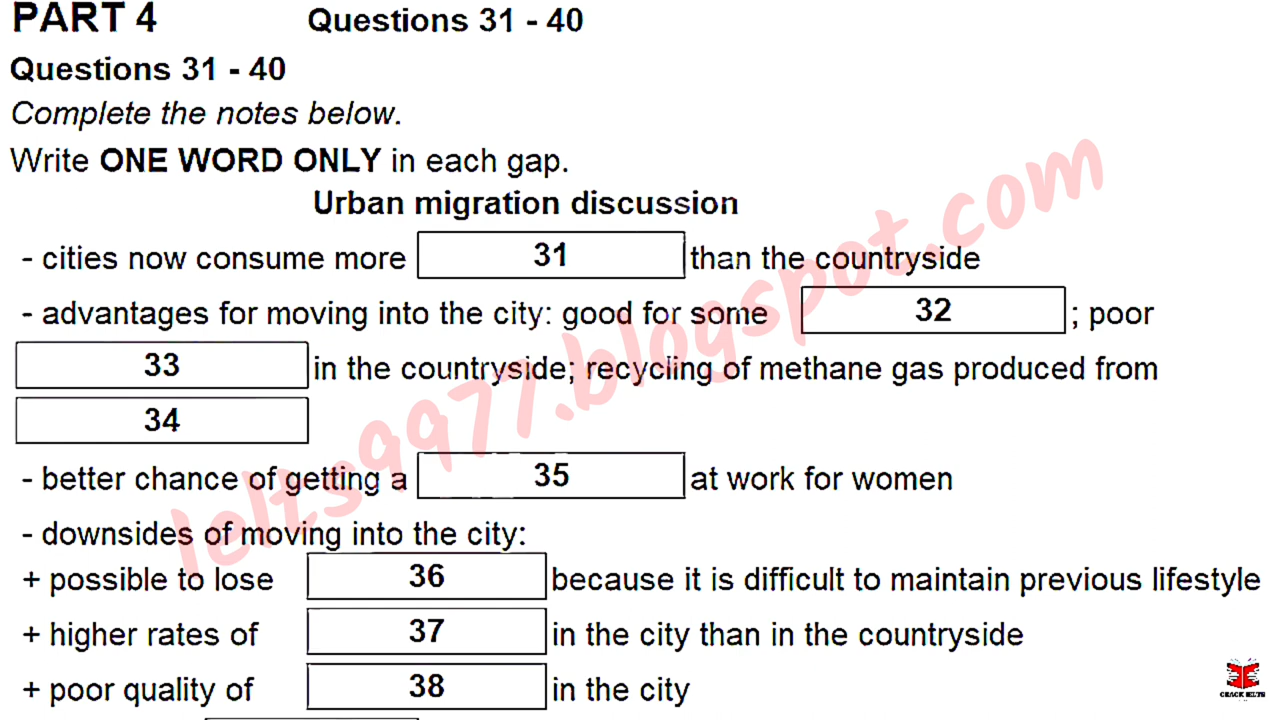 PART 4 Questions 31 - 40
Questions 31 - 40
Complete the notes below.
Write ONE WORD ONLY in each gap.
Urban migration discussion
- cities now consume more 31 than the countryside
- advantages for moving into the city: good for some 32 ; poor
33 in the countryside; recycling of methane gas produced from
34
- better chance of getting a 35 at work for women
- downsides of moving into the city:
+ possible to lose 36 because it is difficult to maintain previous lifestyle
+ higher rates of 37 in the city than in the countryside
+ poor quality of 38 in the city
Ielts9977.blogspot.com
CRACK IELTS